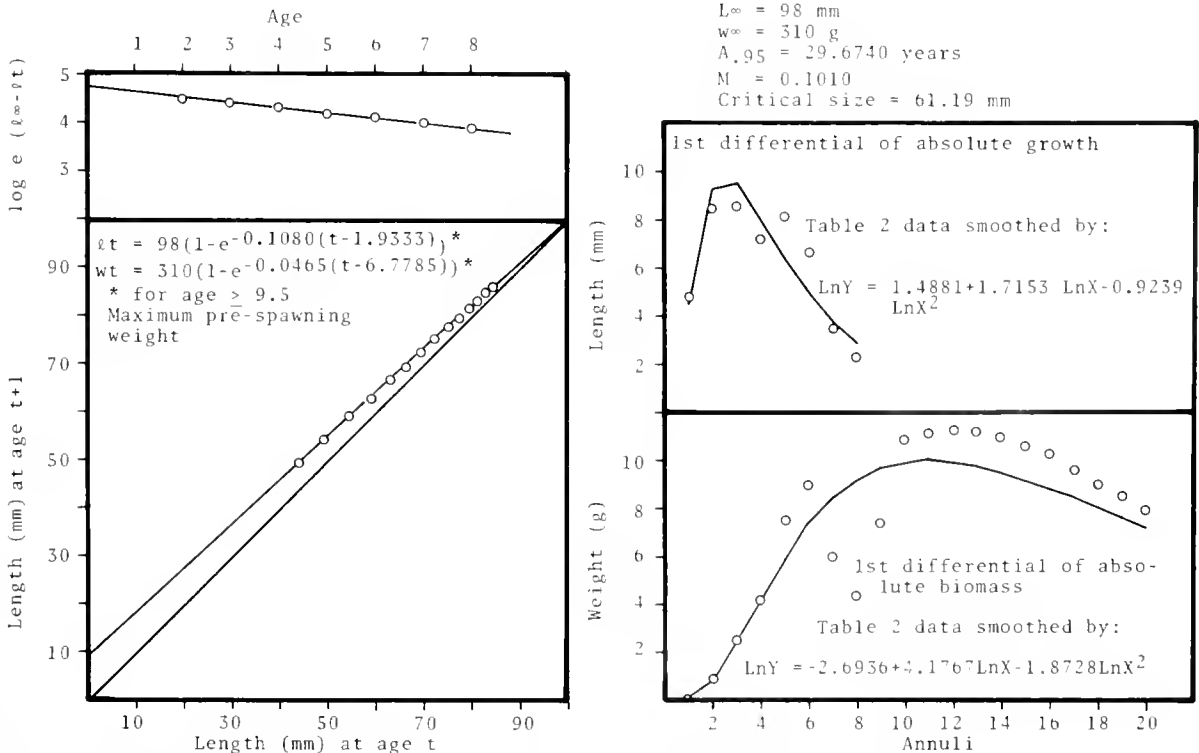 Age
1 2 3 4 5 6 7 8
5
4
3
log e (ℓ∞-ℓt)
ℓt = 98(1-e^-0.1080(t-1.9333))*
wt = 310(1-e^-0.0465(t-6.7785))*
* for age ≥ 9.5
Maximum pre-spawning
weight
90
70
50
30
10
Length (mm) at age t+1
10 30 50 70 90
Length (mm) at age t
L∞ = 98 mm
w∞ = 310 g
A.95 = 29.6740 years
M = 0.1010
Critical size = 61.19 mm
1st differential of absolute growth
10
8
6
4
2
Length (mm)
Table 2 data smoothed by:
LnY = 1.4881+1.7153 LnX-0.9239
LnX²
10
8
6
4
2
Weight (g)
1st differential of abso-
lute biomass
Table 2 data smoothed by:
LnY = -2.6936+4.1767LnX-1.8728LnX²
2 4 6 8 10 12 14 16 18 20
Annuli